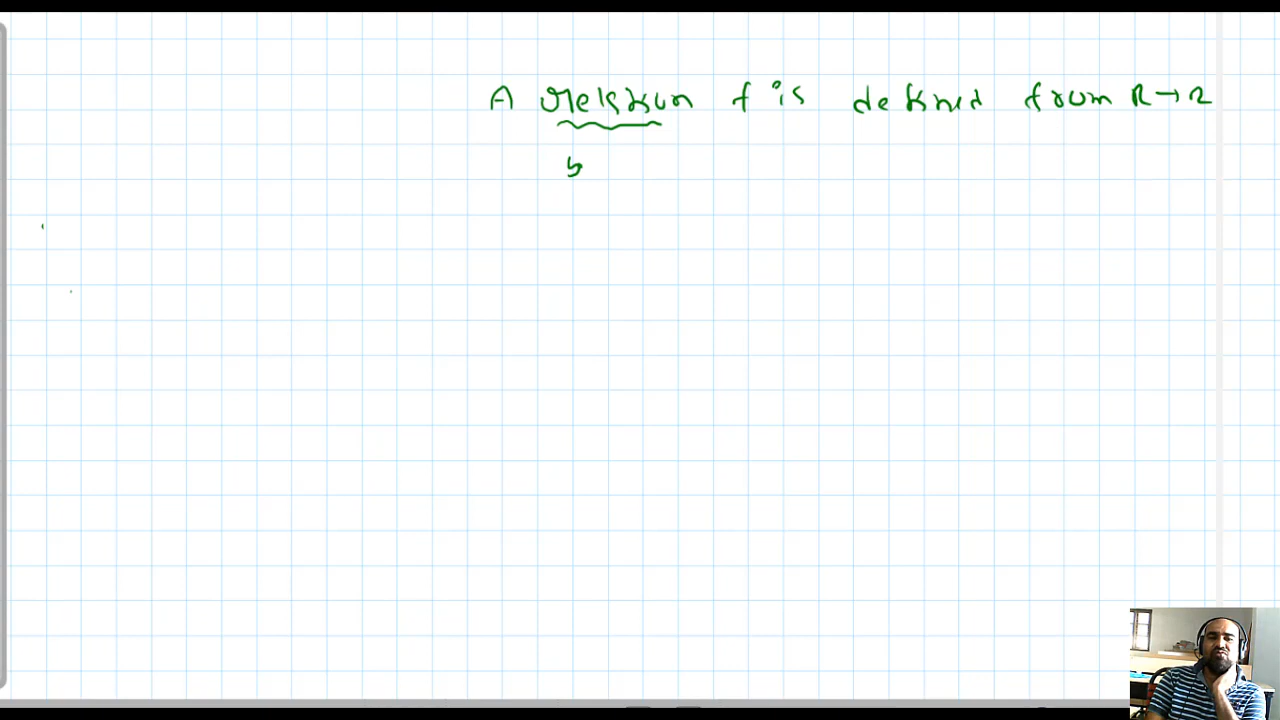 A relation f is defined from R→R
b